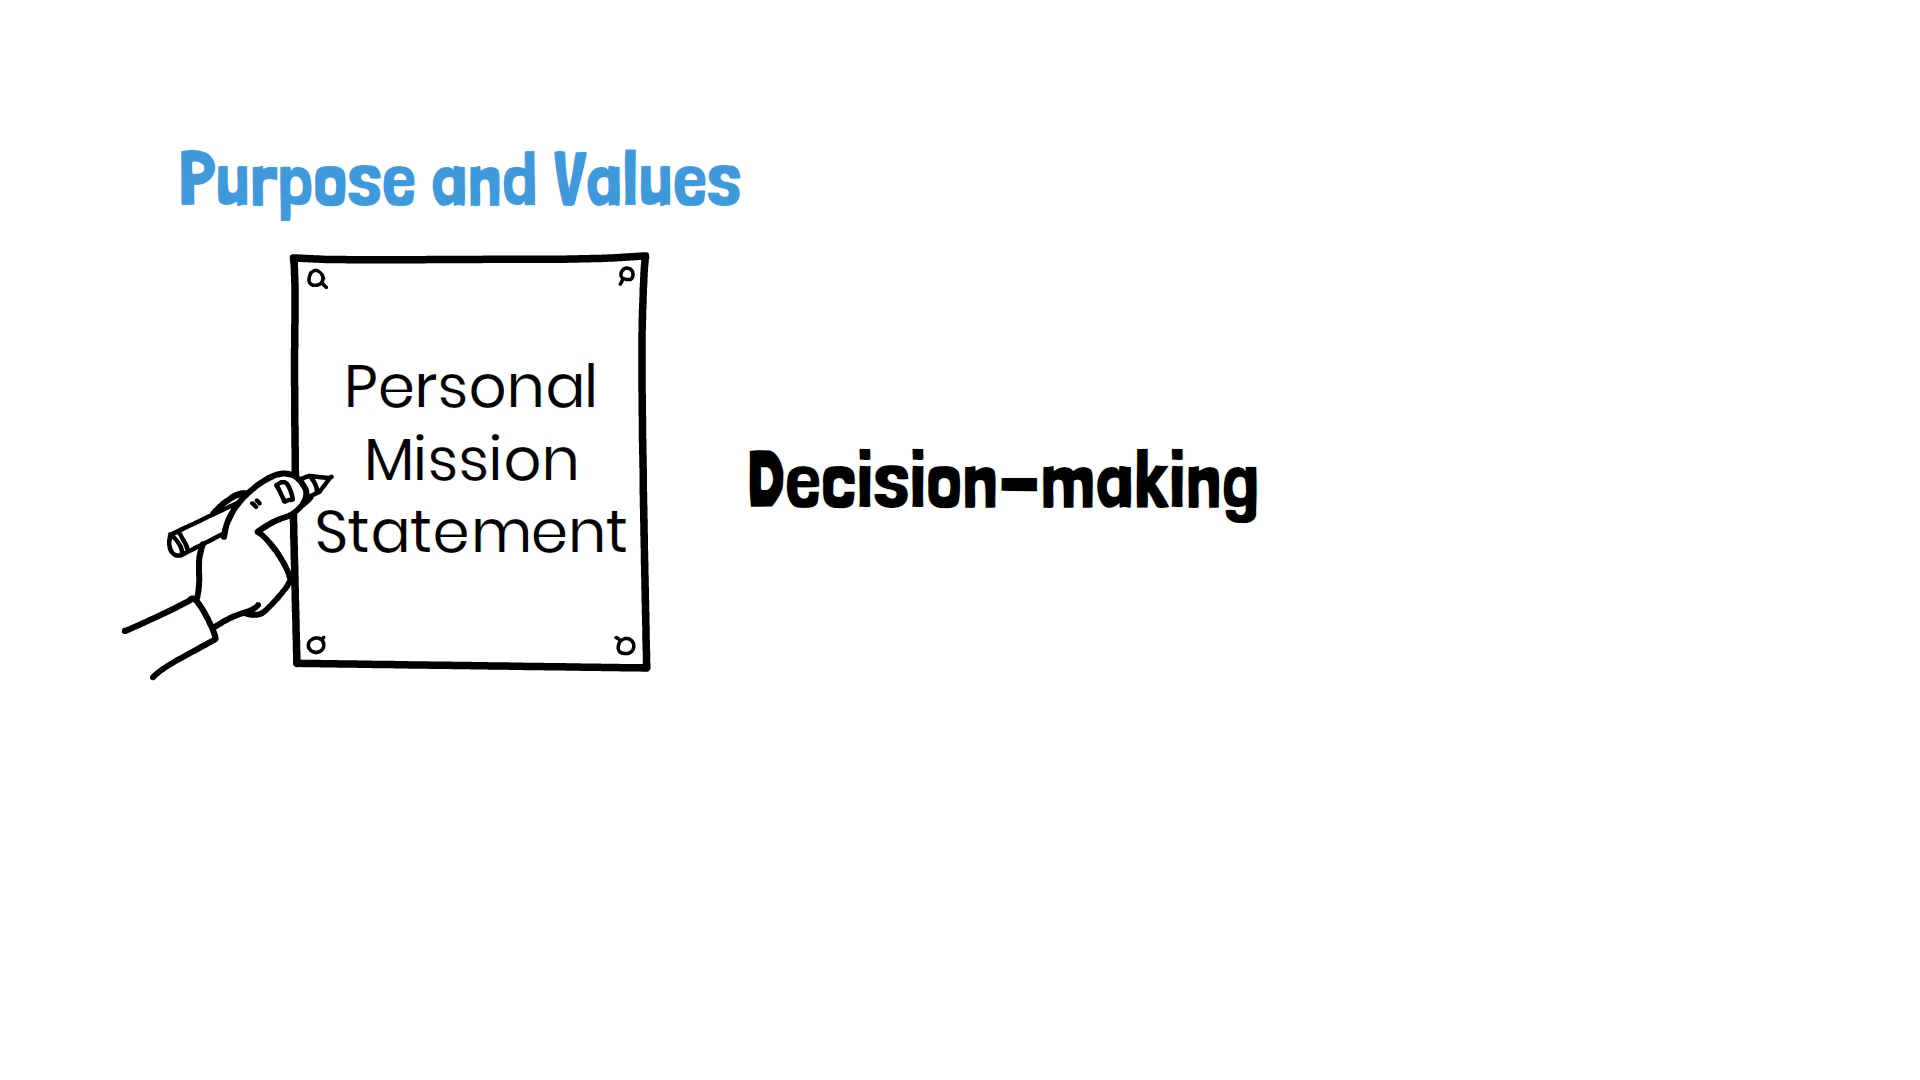 Purpose and Values
Personal
Mission
Statement
Decision-making